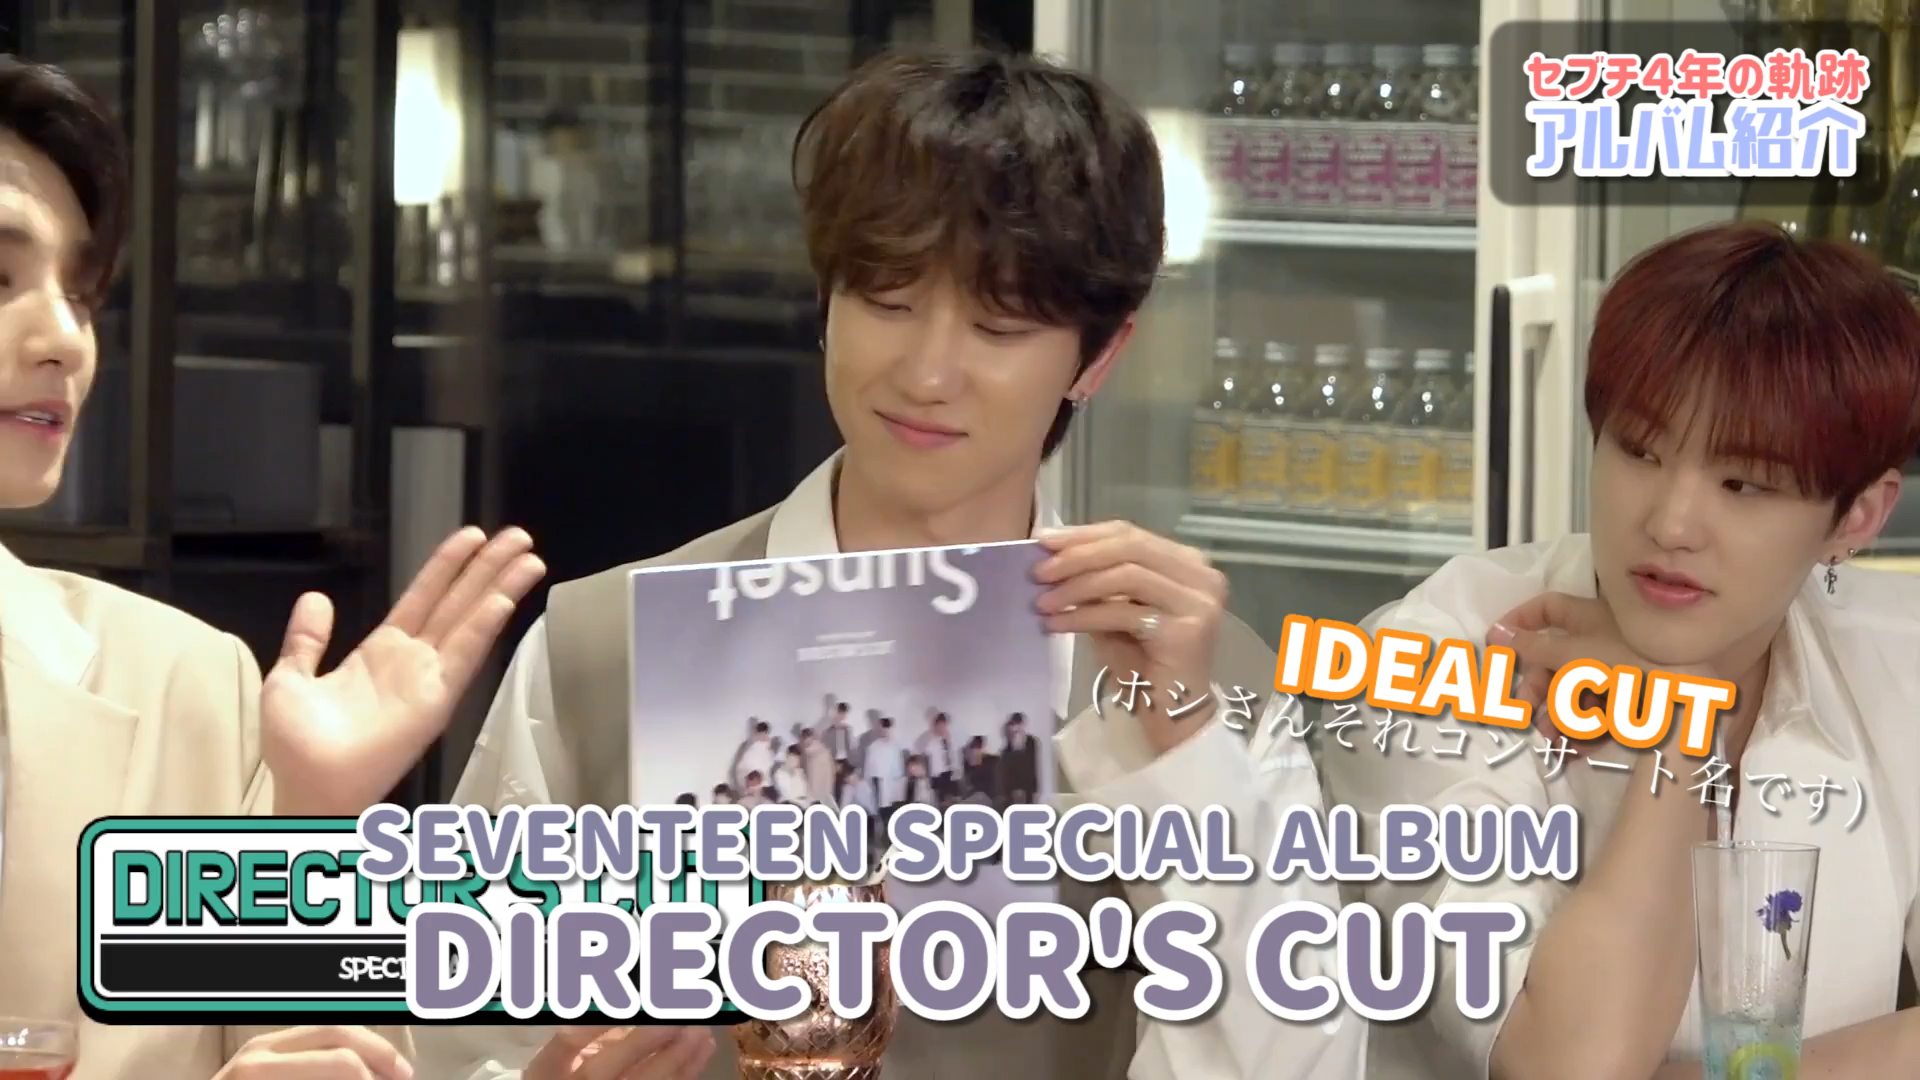 セブチ4年の軌跡
アルバム紹介
Sunset
DIRECTOR'S CUT
IDEAL CUT
(ホシさんそれコンサート名です)
SEVENTEEN SPECIAL ALBUM
DIRECTOR'S CUT
DIRECTOR'S CUT